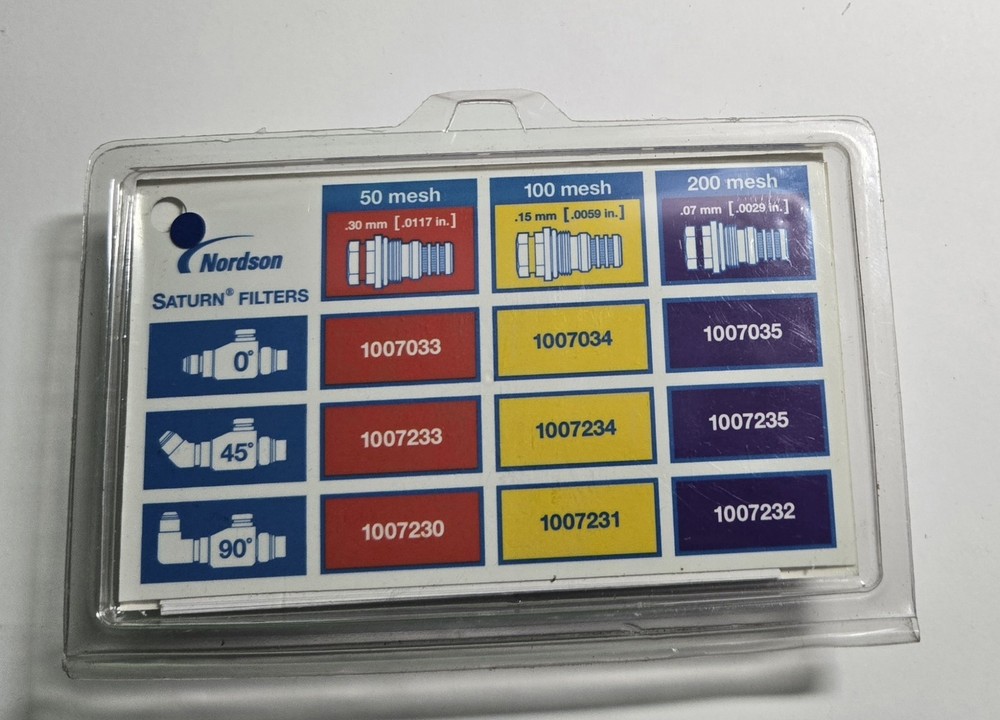 50 mesh 100 mesh 200 mesh
.30 mm [.0117 in.] .15 mm [.0059 in.] .07 mm [.0029 in.]
Nordson
SATURN® FILTERS
0° 1007033 1007034 1007035
45° 1007233 1007234 1007235
90° 1007230 1007231 1007232